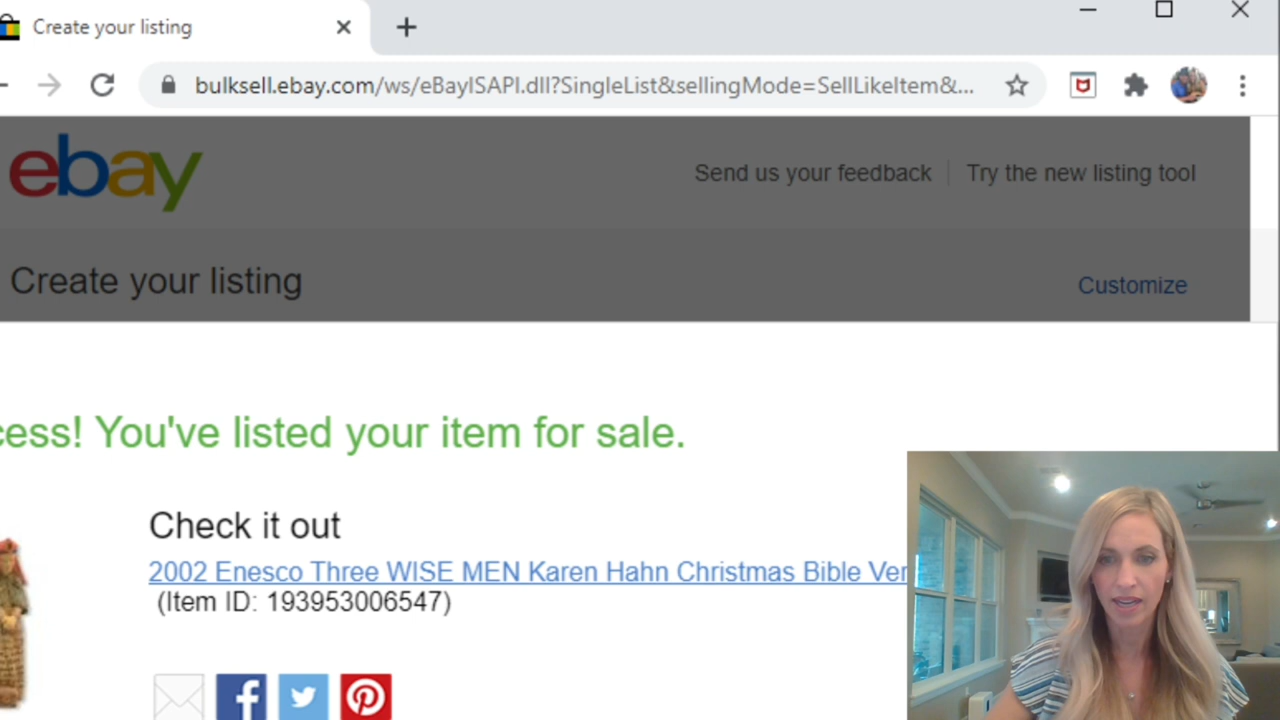 Create your listing
bulksell.ebay.com/ws/eBayISAPI.dll?SingleList&sellingMode=SellLikeItem&...
ebay
Send us your feedback
Try the new listing tool
Create your listing
Customize
cess! You've listed your item for sale.
Check it out
2002 Enesco Three WISE MEN Karen Hahn Christmas Bible Ver
(Item ID: 193953006547)